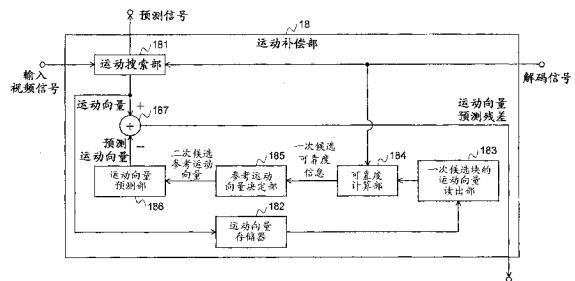 预测信号
18
181
运动补偿部
运动搜索部
输入
视频信号
解码信号
运动向量
+
187
运动向量
预测残差
预测
运动向量
−
二次候选
参考运动
向量
一次候选
可靠度
信息
185
184
183
运动向量
预测部
186
参考运动
向量决定部
可靠度
计算部
一次候选块的
运动向量
读出部
182
运动向量
存储器